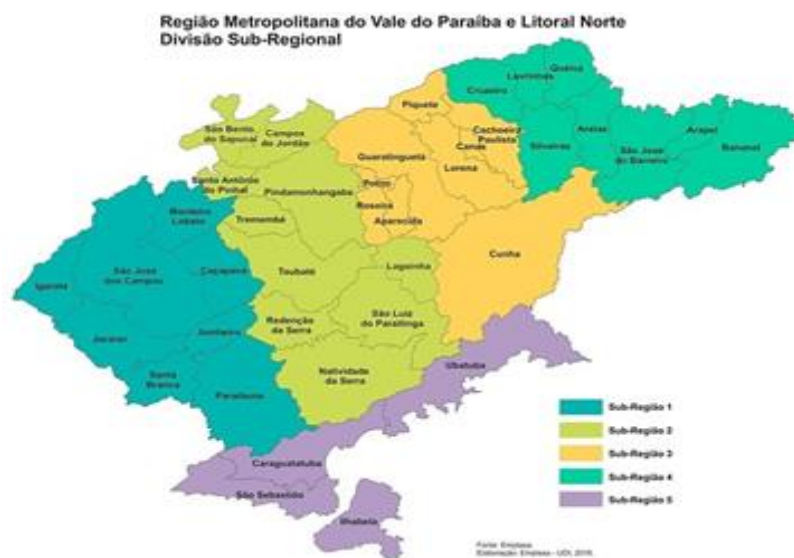 Região Metropolitana do Vale do Paraíba e Litoral Norte
Divisão Sub-Regional
Queluz
Lavrinhas
Cruzeiro
Piquete
São Bento
do Sapucaí
Campos
do Jordão
Cachoeira
Paulista
Canas
Areias
Arapeí
Silveiras
São José
do Barreiro
Bananal
Guaratinguetá
Lorena
Santo Antônio
do Pinhal
Pindamonhangaba
Potim
Roseira
Aparecida
Monteiro
Lobato
Tremembé
Cunha
Lagoinha
São José
dos Campos
Caçapava
Taubaté
Igaratá
São Luiz
do Paraitinga
Redenção
da Serra
Jacareí
Jambeiro
Ubatuba
Natividade
da Serra
Santa
Branca
Paraibuna
Sub-Região 1
Sub-Região 2
Sub-Região 3
Sub-Região 4
Sub-Região 5
Caraguatatuba
São Sebastião
Ilhabela
Fonte: Emplasa.
Elaboração: Emplasa - UDI, 2016.